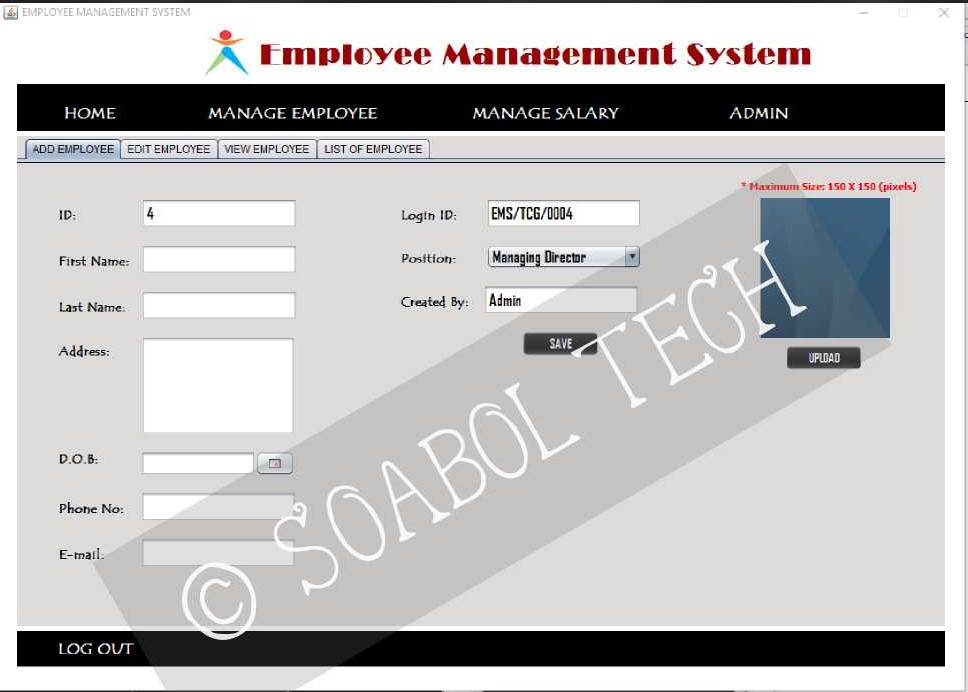 EMPLOYEE MANAGEMENT SYSTEM
Employee Management System
HOME MANAGE EMPLOYEE MANAGE SALARY ADMIN
ADD EMPLOYEE EDIT EMPLOYEE VIEW EMPLOYEE LIST OF EMPLOYEE
* Maximum Size: 150 X 150 (pixels)
ID: 4 Login ID: EMS/TCG/0004
First Name: Position: Managing Director
Last Name: Created By: Admin
Address: SAVE UPLOAD
D.O.B:
Phone No:
E-mail:
© SOABOL TECH
LOG OUT